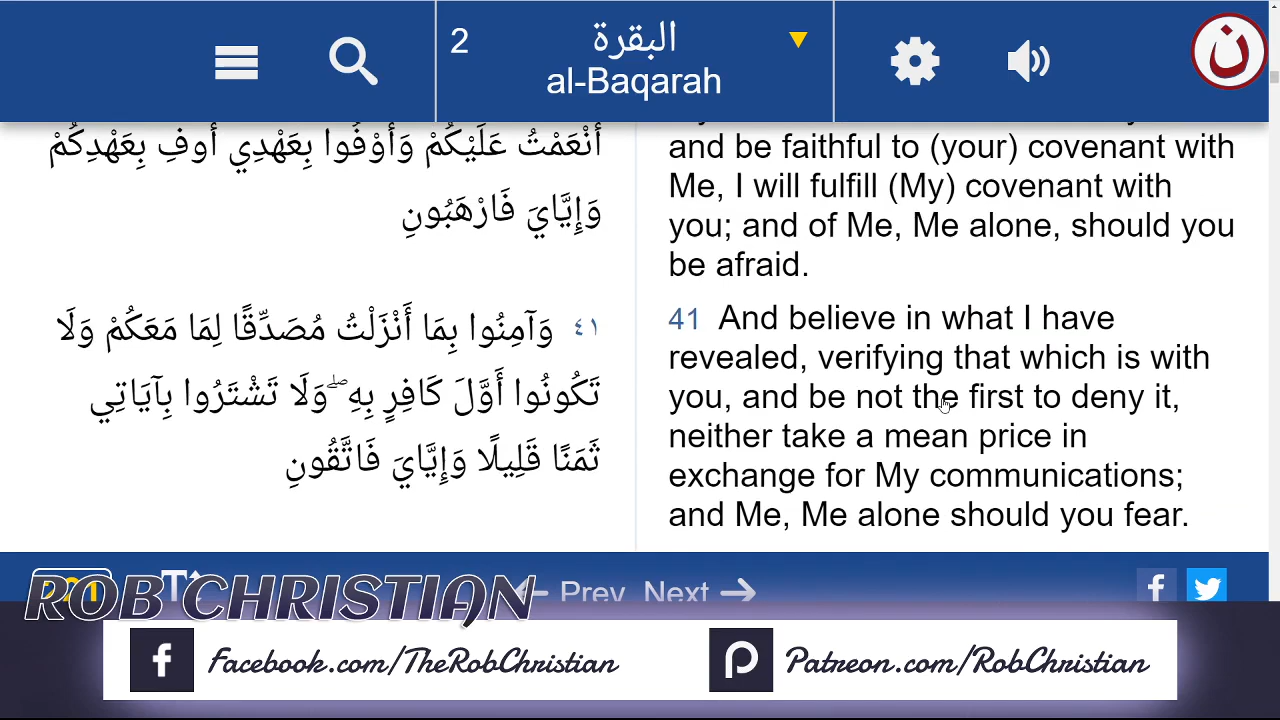 2
البقرة
al-Baqarah
ن
أَنْعَمْتُ عَلَيْكُمْ وَأَوْفُوا بِعَهْدِي أُوفِ بِعَهْدِكُمْ
وَإِيَّايَ فَارْهَبُونِ
٤١ وَآمِنُوا بِمَا أَنْزَلْتُ مُصَدِّقًا لِمَا مَعَكُمْ وَلَا
تَكُونُوا أَوَّلَ كَافِرٍ بِهِ ۖ وَلَا تَشْتَرُوا بِآيَاتِي
ثَمَنًا قَلِيلًا وَإِيَّايَ فَاتَّقُونِ
and be faithful to (your) covenant with
Me, I will fulfill (My) covenant with
you; and of Me, Me alone, should you
be afraid.
41 And believe in what I have
revealed, verifying that which is with
you, and be not the first to deny it,
neither take a mean price in
exchange for My communications;
and Me, Me alone should you fear.
Prev Next
f
ROB CHRISTIAN
f Facebook.com/TheRobChristian
Patreon.com/RobChristian